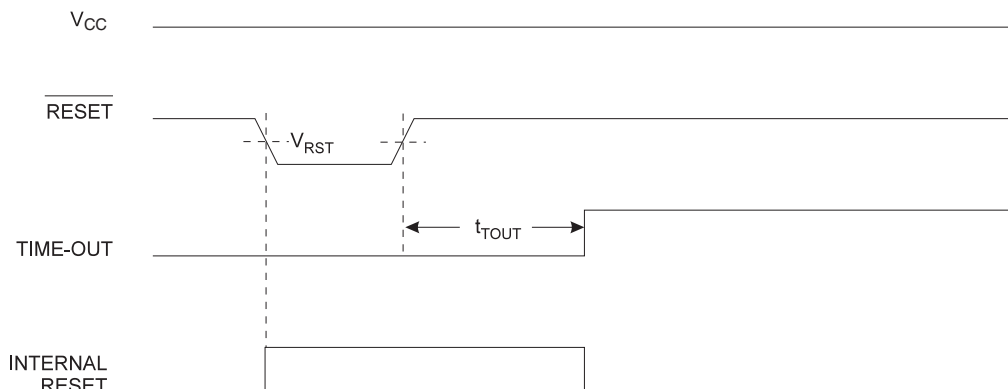 VCC
RESET
VRST
tTOUT
TIME-OUT
INTERNAL
RESET